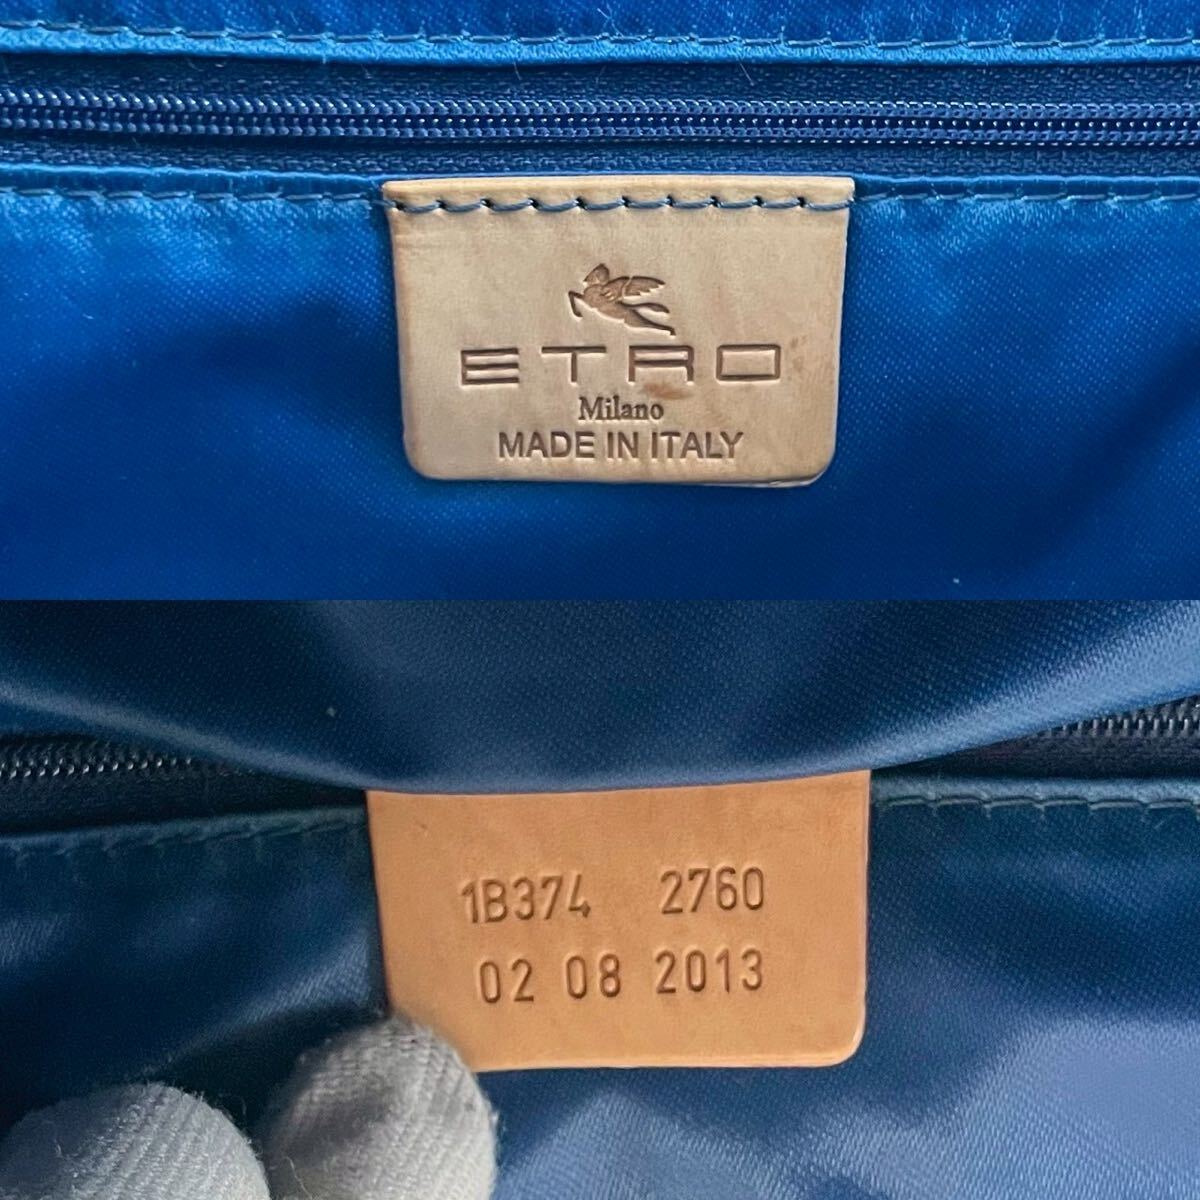 ETRO
Milano
MADE IN ITALY
1B374 2760
02 08 2013